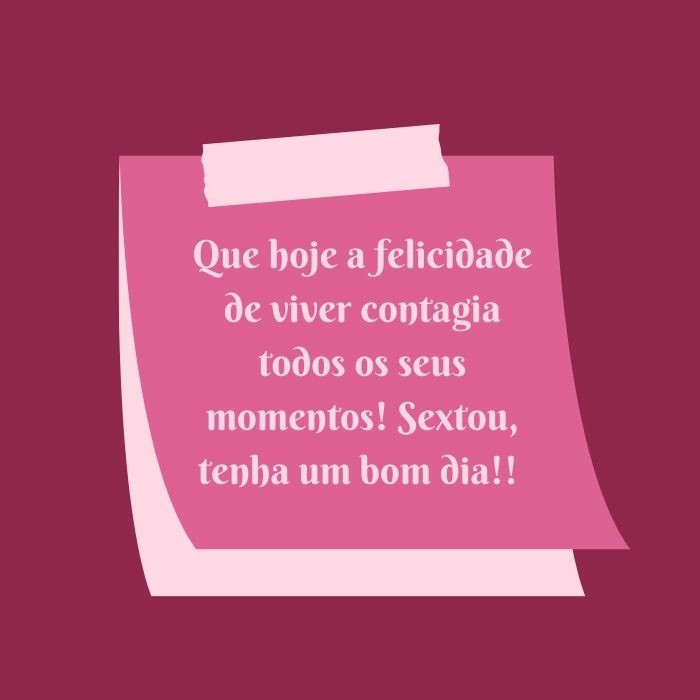 Que hoje a felicidade
de viver contagia
todos os seus
momentos! Sextou,
tenha um bom dia!!